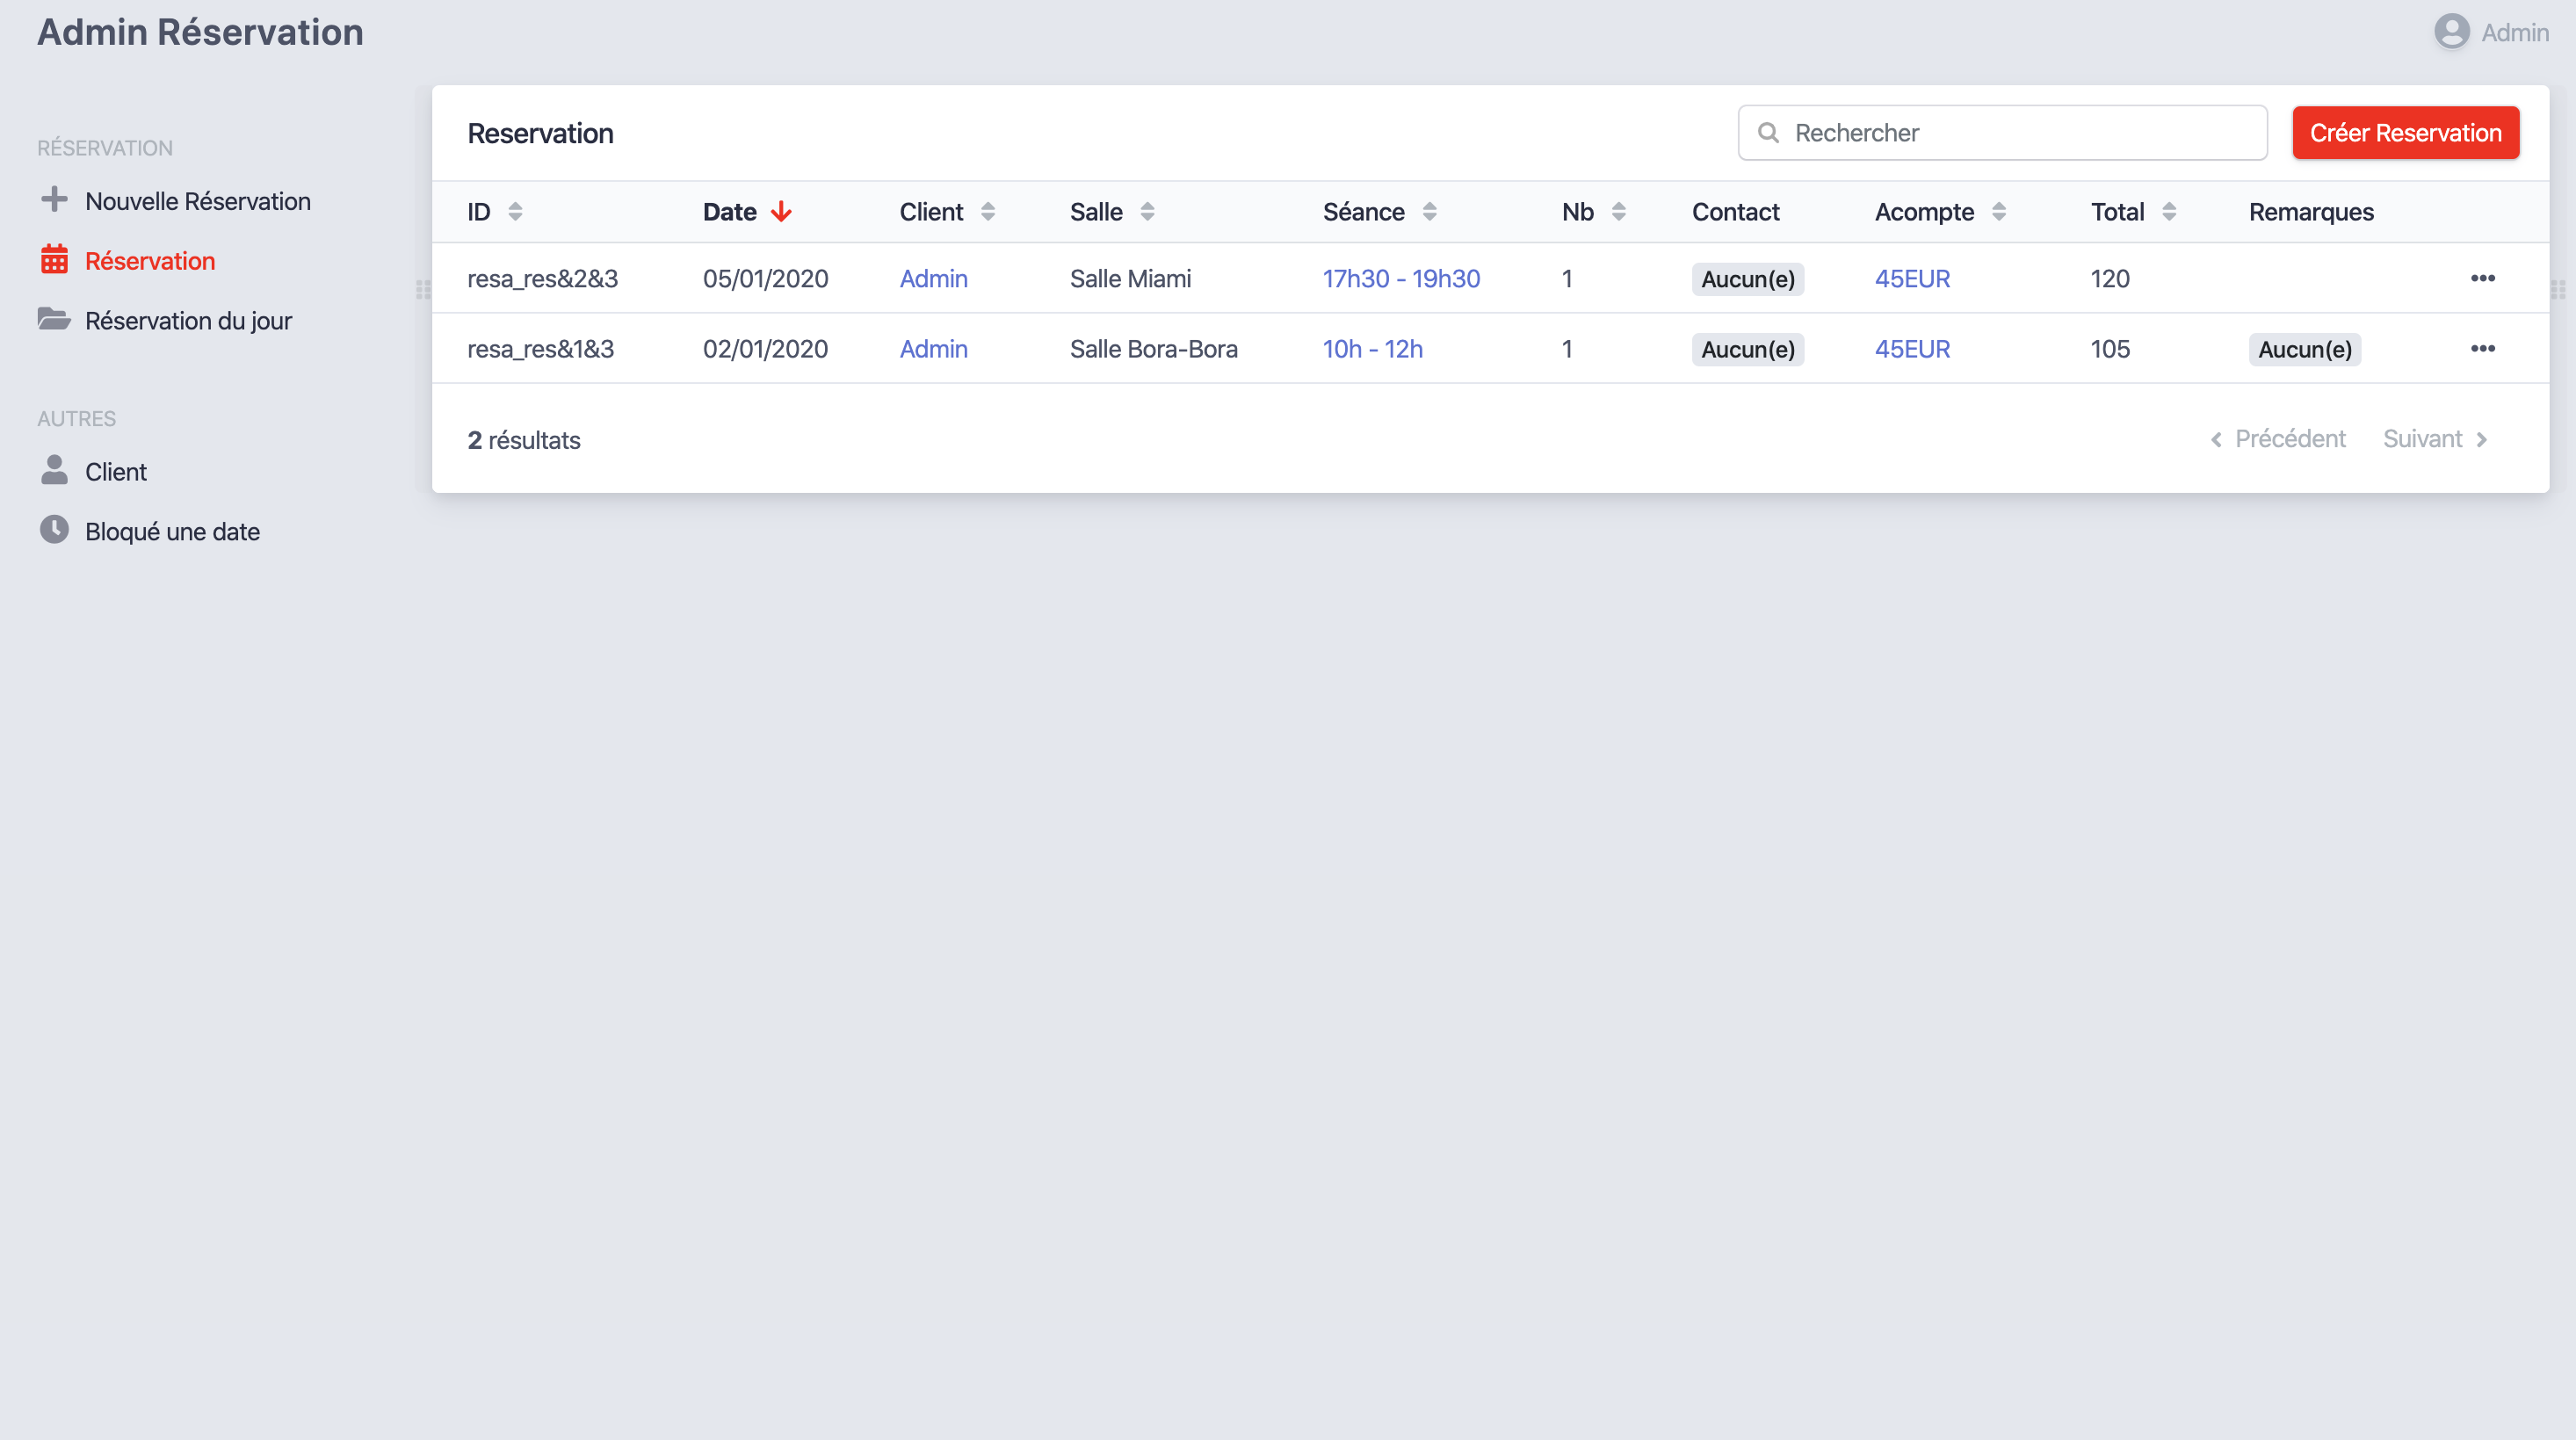 Admin Réservation
Admin
RÉSERVATION
Nouvelle Réservation
Réservation
Réservation du jour
AUTRES
Client
Bloqué une date
Reservation
Rechercher
Créer Reservation
ID Date Client Salle Séance Nb Contact Acompte Total Remarques
resa_res&2&3 05/01/2020 Admin Salle Miami 17h30 - 19h30 1 Aucun(e) 45EUR 120
resa_res&1&3 02/01/2020 Admin Salle Bora-Bora 10h - 12h 1 Aucun(e) 45EUR 105 Aucun(e)
2 résultats
Précédent Suivant